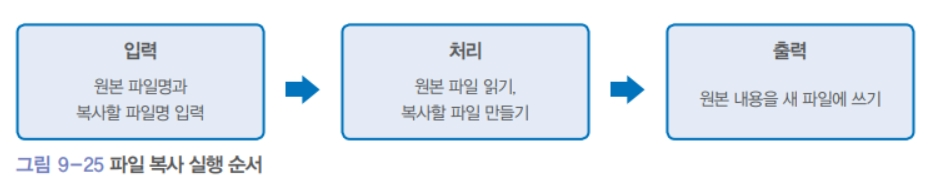 입력
원본 파일명과
복사할 파일명 입력
처리
원본 파일 읽기,
복사할 파일 만들기
출력
원본 내용을 새 파일에 쓰기
그림 9-25 파일 복사 실행 순서